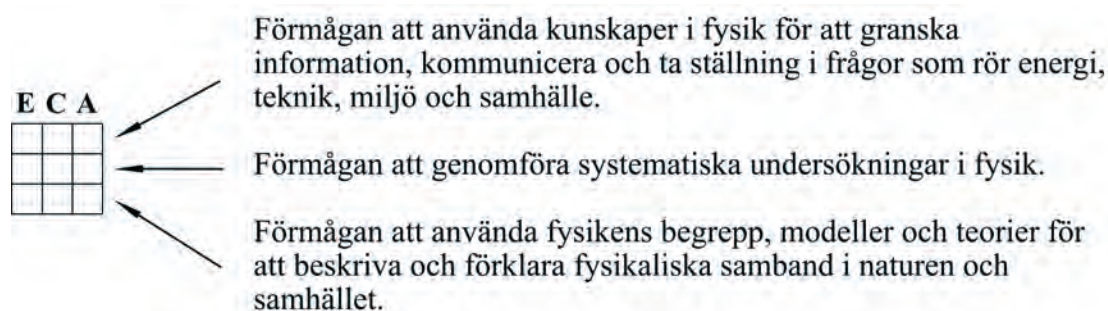 Förmågan att använda kunskaper i fysik för att granska
information, kommunicera och ta ställning i frågor som rör energi,
teknik, miljö och samhälle.
E C A
Förmågan att genomföra systematiska undersökningar i fysik.
Förmågan att använda fysikens begrepp, modeller och teorier för
att beskriva och förklara fysikaliska samband i naturen och
samhället.